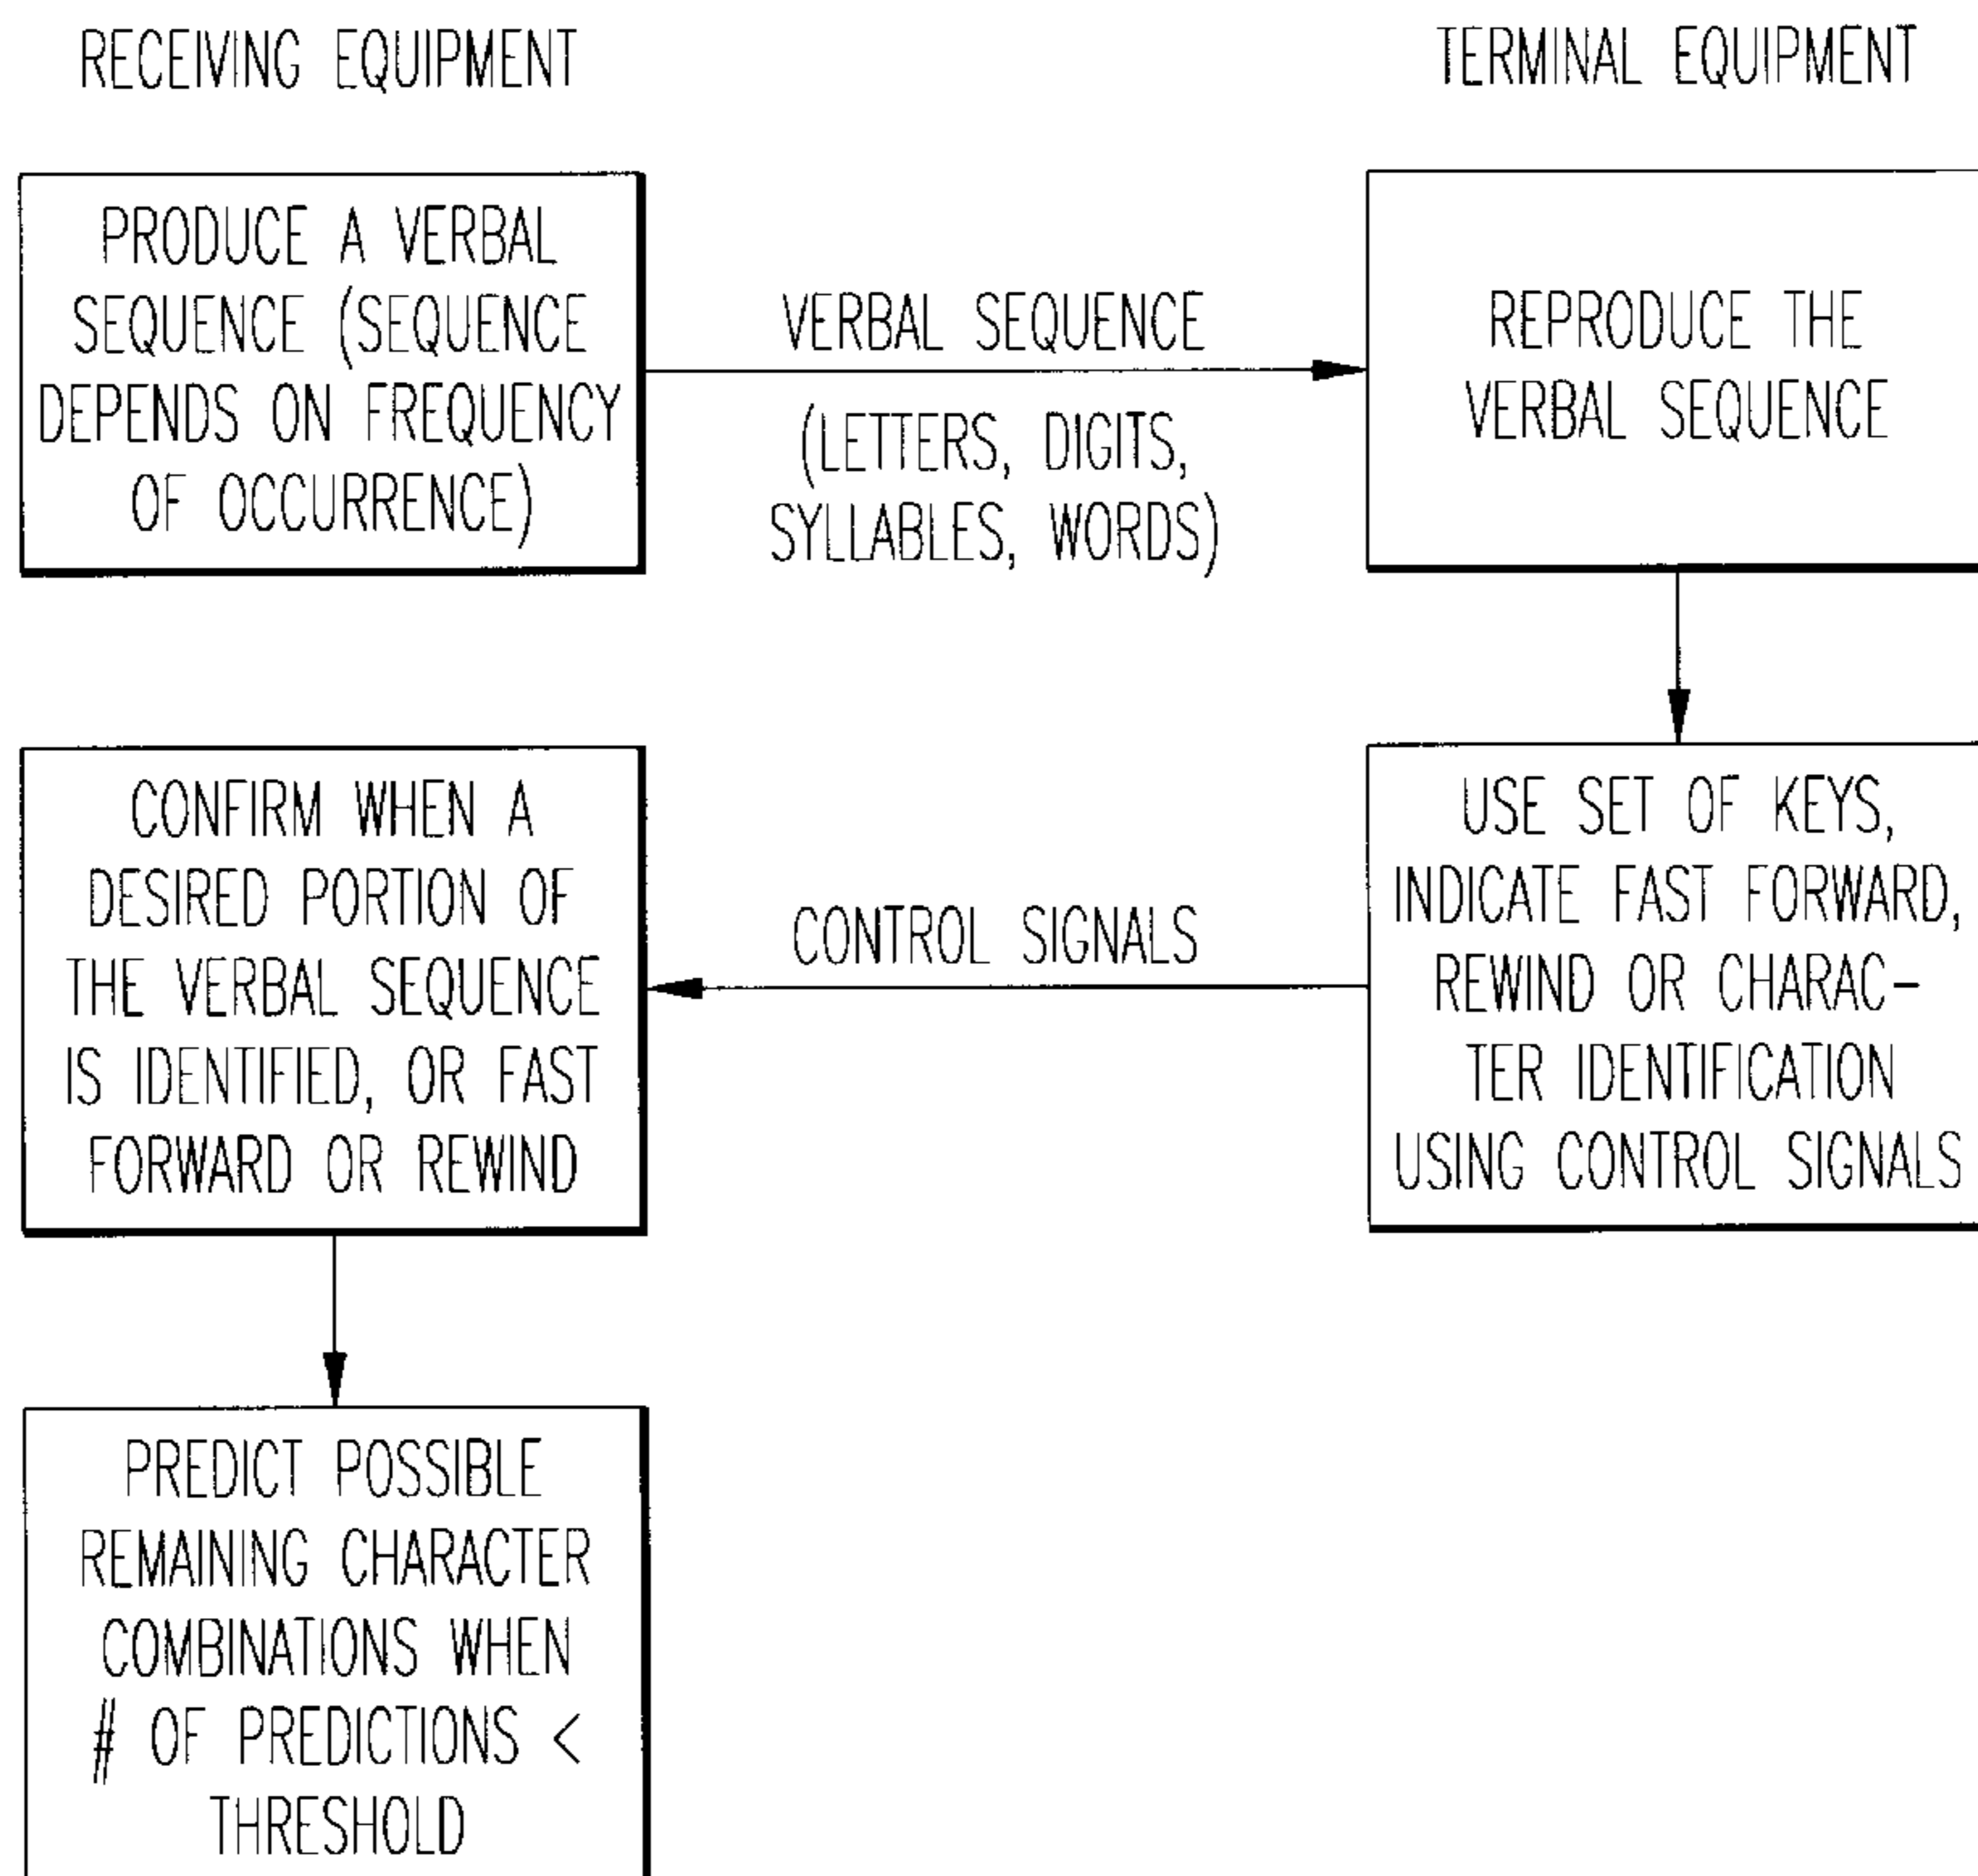 RECEIVING EQUIPMENT
TERMINAL EQUIPMENT
PRODUCE A VERBAL
SEQUENCE (SEQUENCE
DEPENDS ON FREQUENCY
OF OCCURRENCE)
VERBAL SEQUENCE
(LETTERS, DIGITS,
SYLLABLES, WORDS)
REPRODUCE THE
VERBAL SEQUENCE
USE SET OF KEYS,
INDICATE FAST FORWARD,
REWIND OR CHARAC-
TER IDENTIFICATION
USING CONTROL SIGNALS
CONTROL SIGNALS
CONFIRM WHEN A
DESIRED PORTION OF
THE VERBAL SEQUENCE
IS IDENTIFIED, OR FAST
FORWARD OR REWIND
PREDICT POSSIBLE
REMAINING CHARACTER
COMBINATIONS WHEN
# OF PREDICTIONS <
THRESHOLD